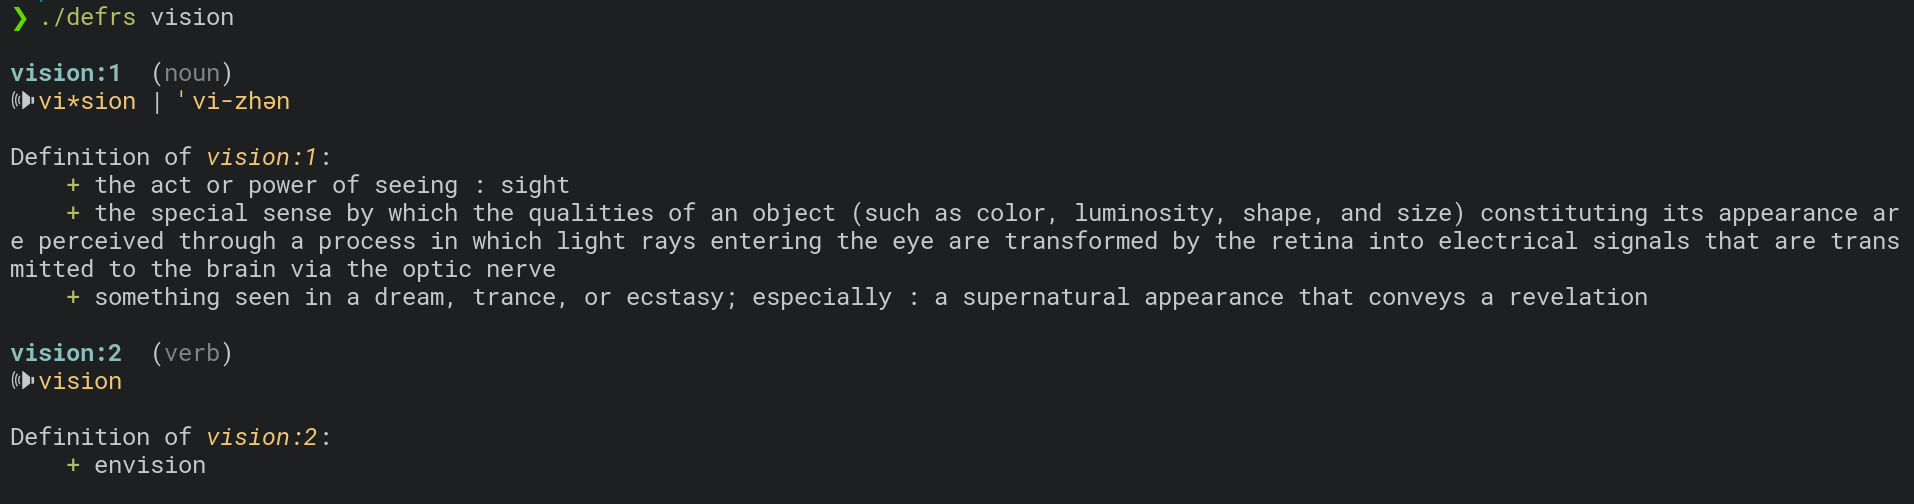 ❯ ./defrs vision
vision:1  (noun)
vi*sion | ˈvi-zhən
Definition of vision:1:
    + the act or power of seeing : sight
    + the special sense by which the qualities of an object (such as color, luminosity, shape, and size) constituting its appearance ar
e perceived through a process in which light rays entering the eye are transformed by the retina into electrical signals that are trans
mitted to the brain via the optic nerve
    + something seen in a dream, trance, or ecstasy; especially : a supernatural appearance that conveys a revelation
vision:2  (verb)
vision
Definition of vision:2:
    + envision